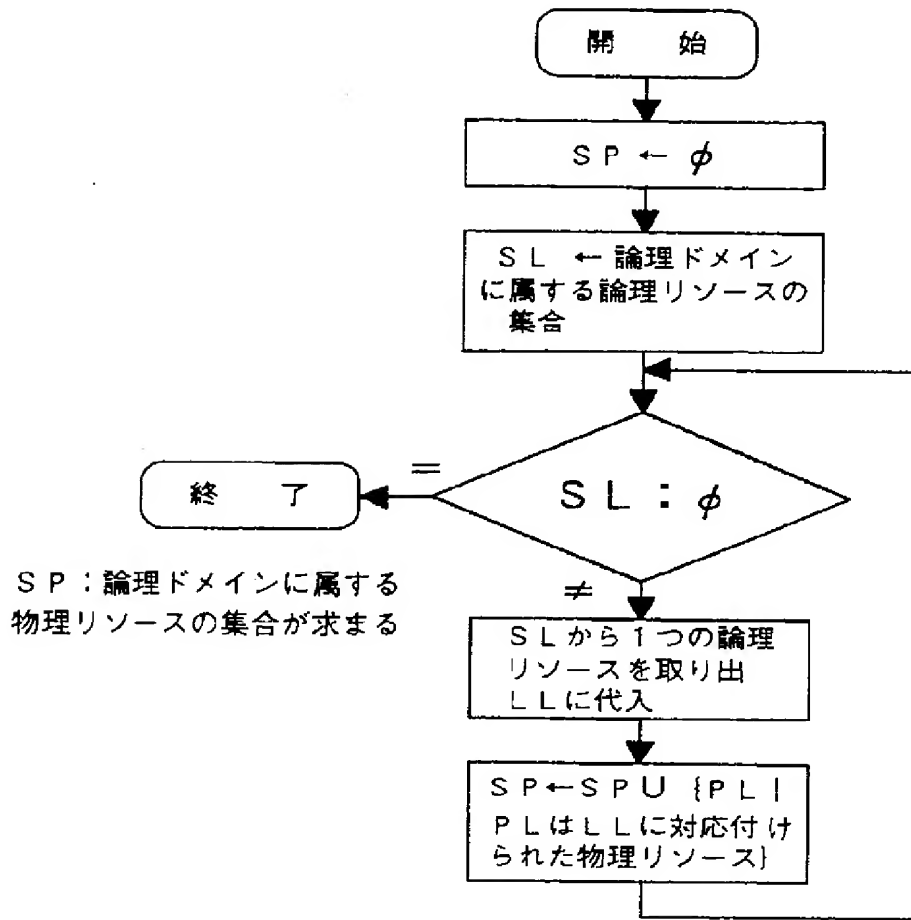 開 始
SP ← φ
SL ←論理ドメイン
に属する論理リソースの
集合
=
SL：φ
終 了
SP：論理ドメインに属する
物理リソースの集合が求まる
≠
SLから1つの論理
リソースを取り出
LLに代入
SP←SP∪ {PL|
PLはLLに対応付け
られた物理リソース}